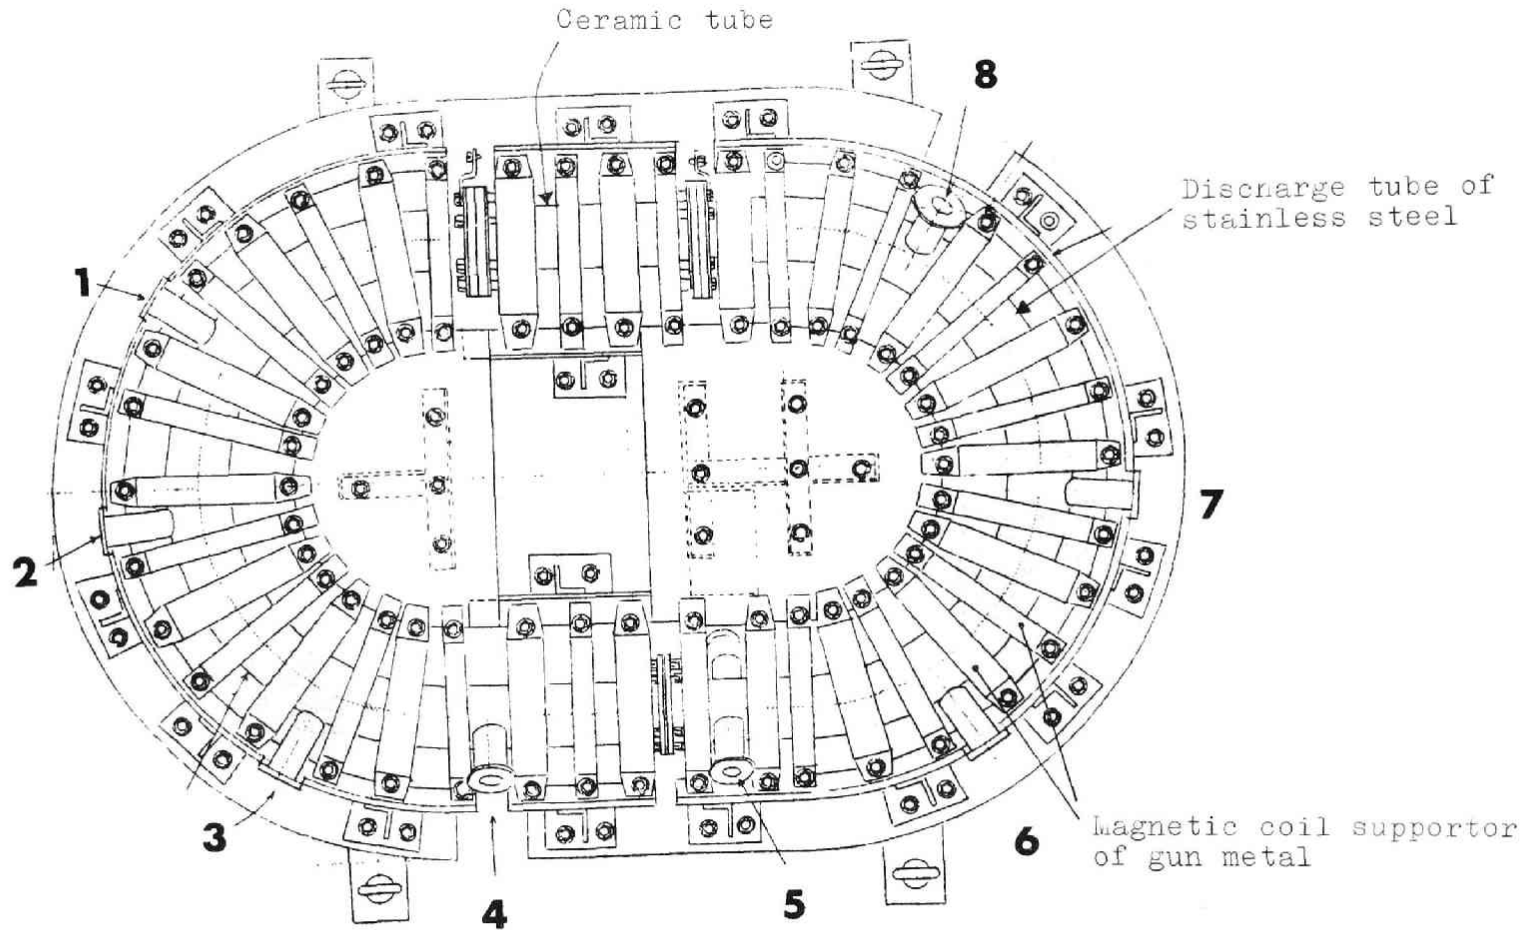 Ceramic tube
8
Discharge tube of
stainless steel
1
7
2
Magnetic coil supportor
of gun metal
3
6
4
5